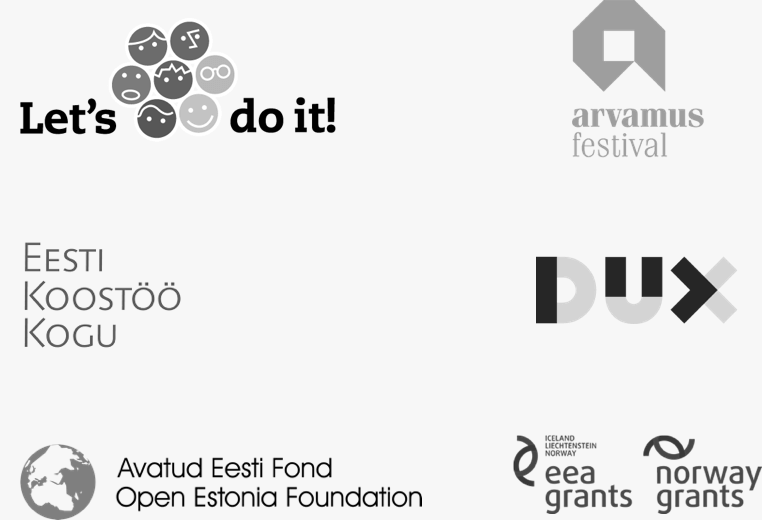 Let's do it!
arvamus
festival
EESTI
KOOSTÖÖ
KOGU
DUX
Avatud Eesti Fond
Open Estonia Foundation
ICELAND
LIECHTENSTEIN
NORWAY
eea
grants
norway
grants